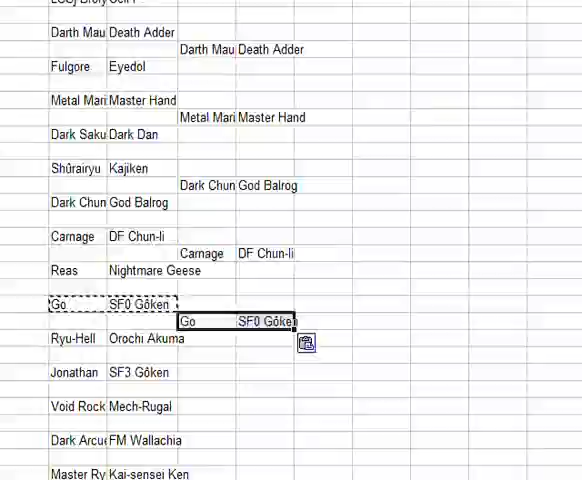 Darth Mau Death Adder
Darth Mau Death Adder
Fulgore Eyedol
Metal Mari Master Hand
Metal Mari Master Hand
Dark Saku Dark Dan
Shûrairyu Kajiken
Dark Chun God Balrog
Dark Chun God Balrog
Carnage DF Chun-li
Carnage DF Chun-li
Reas Nightmare Geese
Go SF0 Gôken
Go SF0 Gôken
Ryu-Hell Orochi Akuma
Jonathan SF3 Gôken
Void Rock Mech-Rugal
Dark Arcue FM Wallachia
Master Ry Kai-sensei Ken